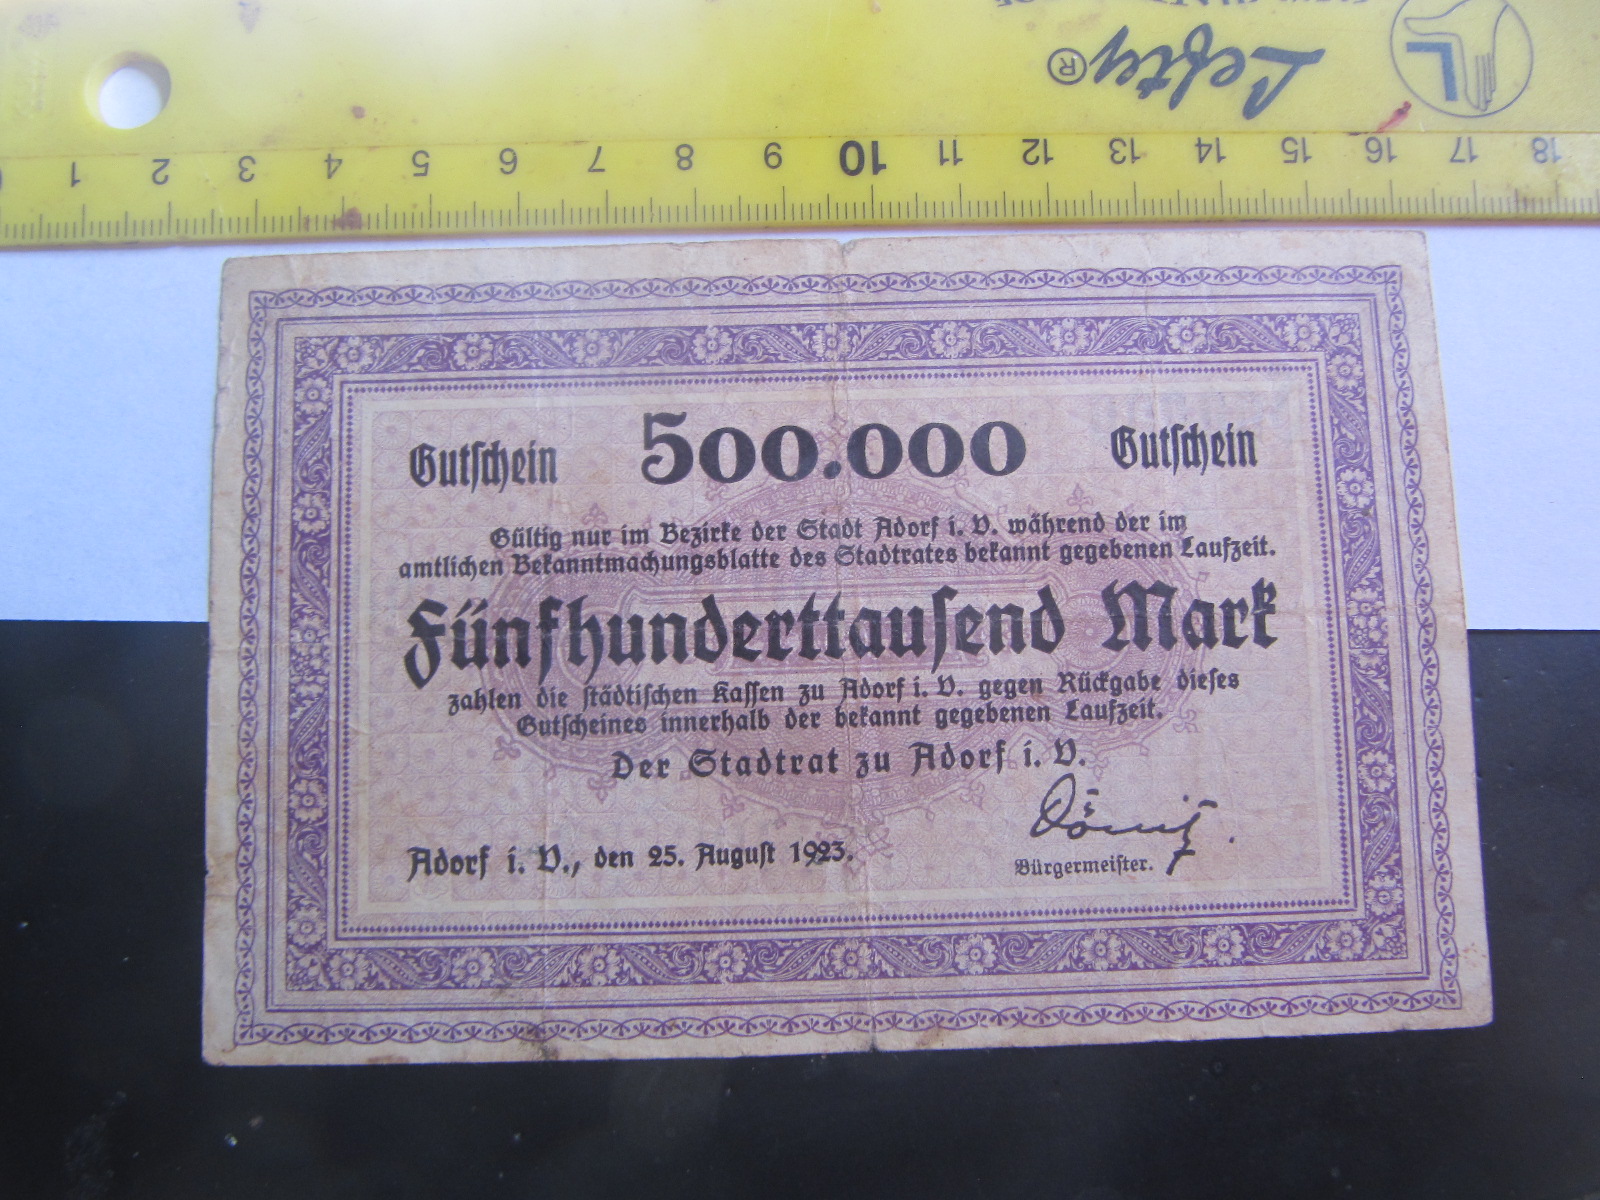 Lefty®
1 2 3 4 5 6 7 8 9 10 11 12 13 14 15 16 17 18
Gutschein 500.000 Gutschein
Gültig nur im Bezirke der Stadt Adorf i. V. während der im
amtlichen Bekanntmachungsblatte des Stadtrates bekannt gegebenen Laufzeit.
Fünfhunderttausend Mark
zahlen die städtischen Kassen zu Adorf i. V. gegen Rückgabe dieses
Gutscheines innerhalb der bekannt gegebenen Laufzeit.
Der Stadtrat zu Adorf i. V.
Adorf i. V., den 25. August 1923.
Bürgermeister.